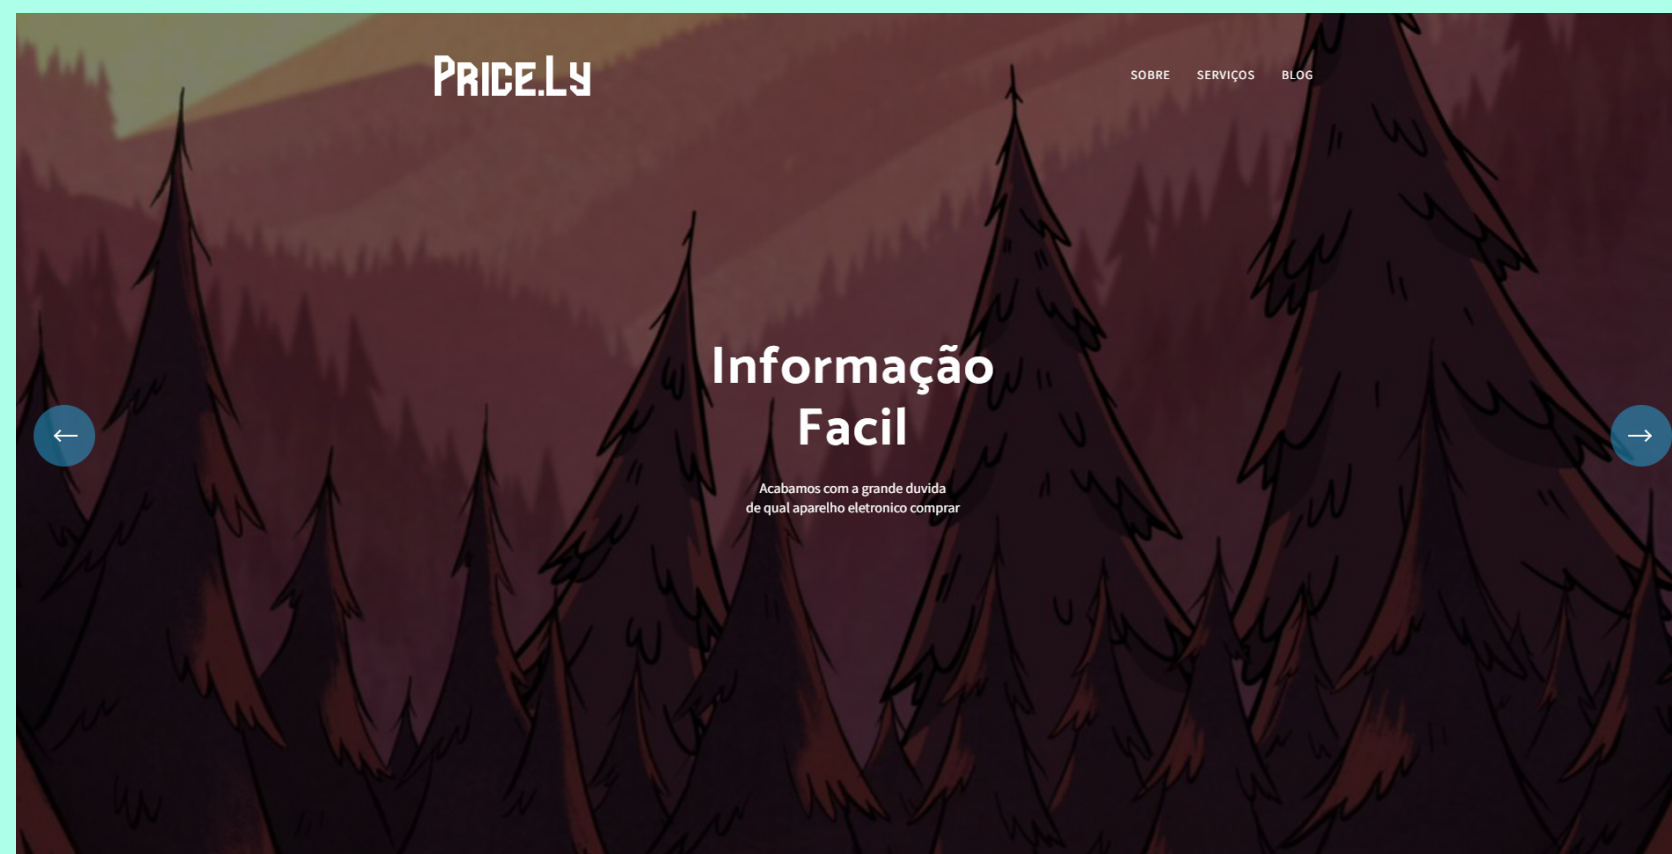 PRICE.LY
SOBRE SERVIÇOS BLOG
Informação
Facil
Acabamos com a grande duvida
de qual aparelho eletronico comprar